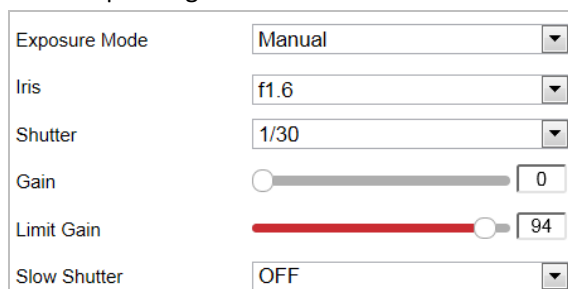 Exposure Mode Manual
Iris f1.6
Shutter 1/30
Gain 0
Limit Gain 94
Slow Shutter OFF